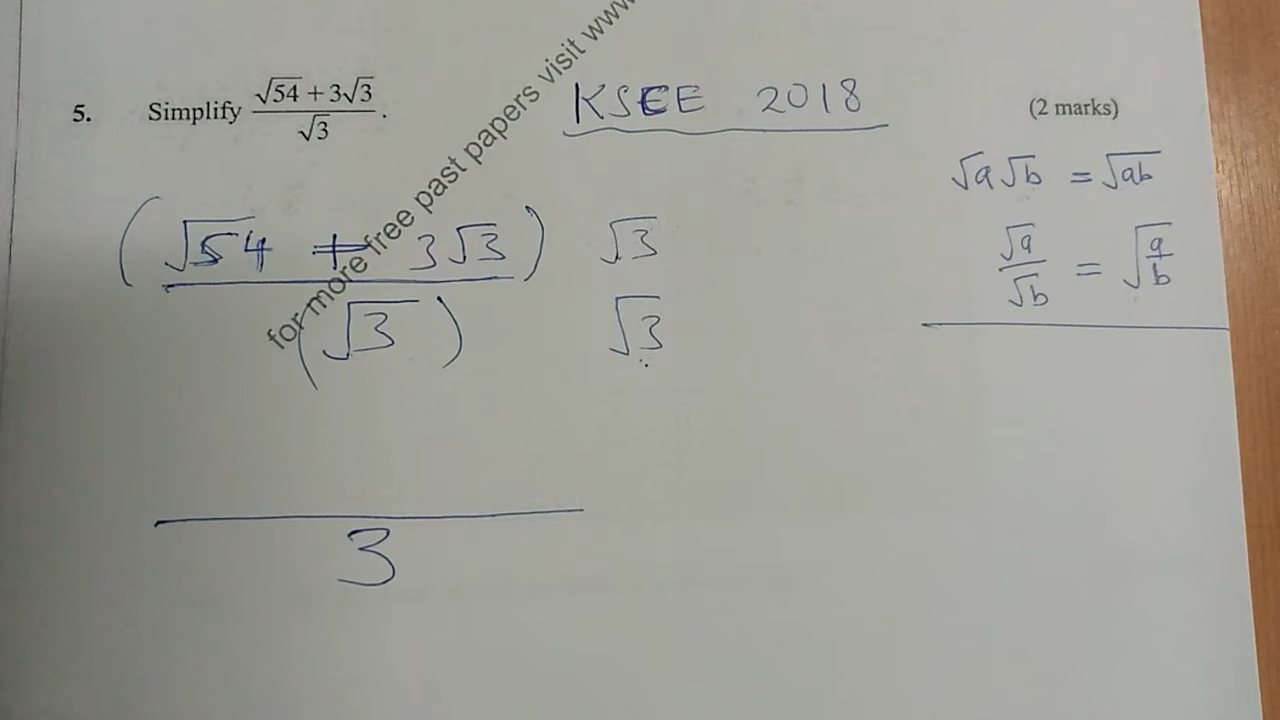 for more free past papers visit www
5. Simplify (√54 + 3√3)/√3 .
KSEE 2018
(2 marks)
√a √b = √ab
√a/√b = √(a/b)
(√54 + 3√3) √3
(√3) √3
3